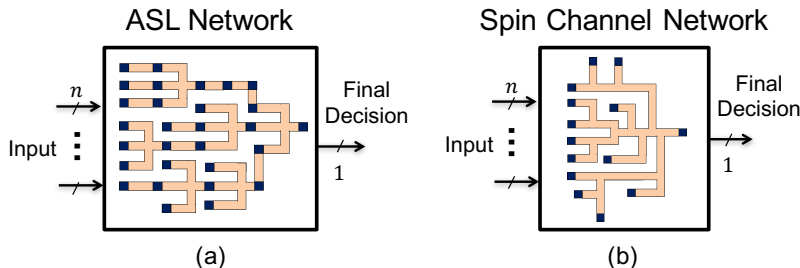 ASL Network
Spin Channel Network
n
Input
Final
Decision
1
n
Input
Final
Decision
1
(a)
(b)